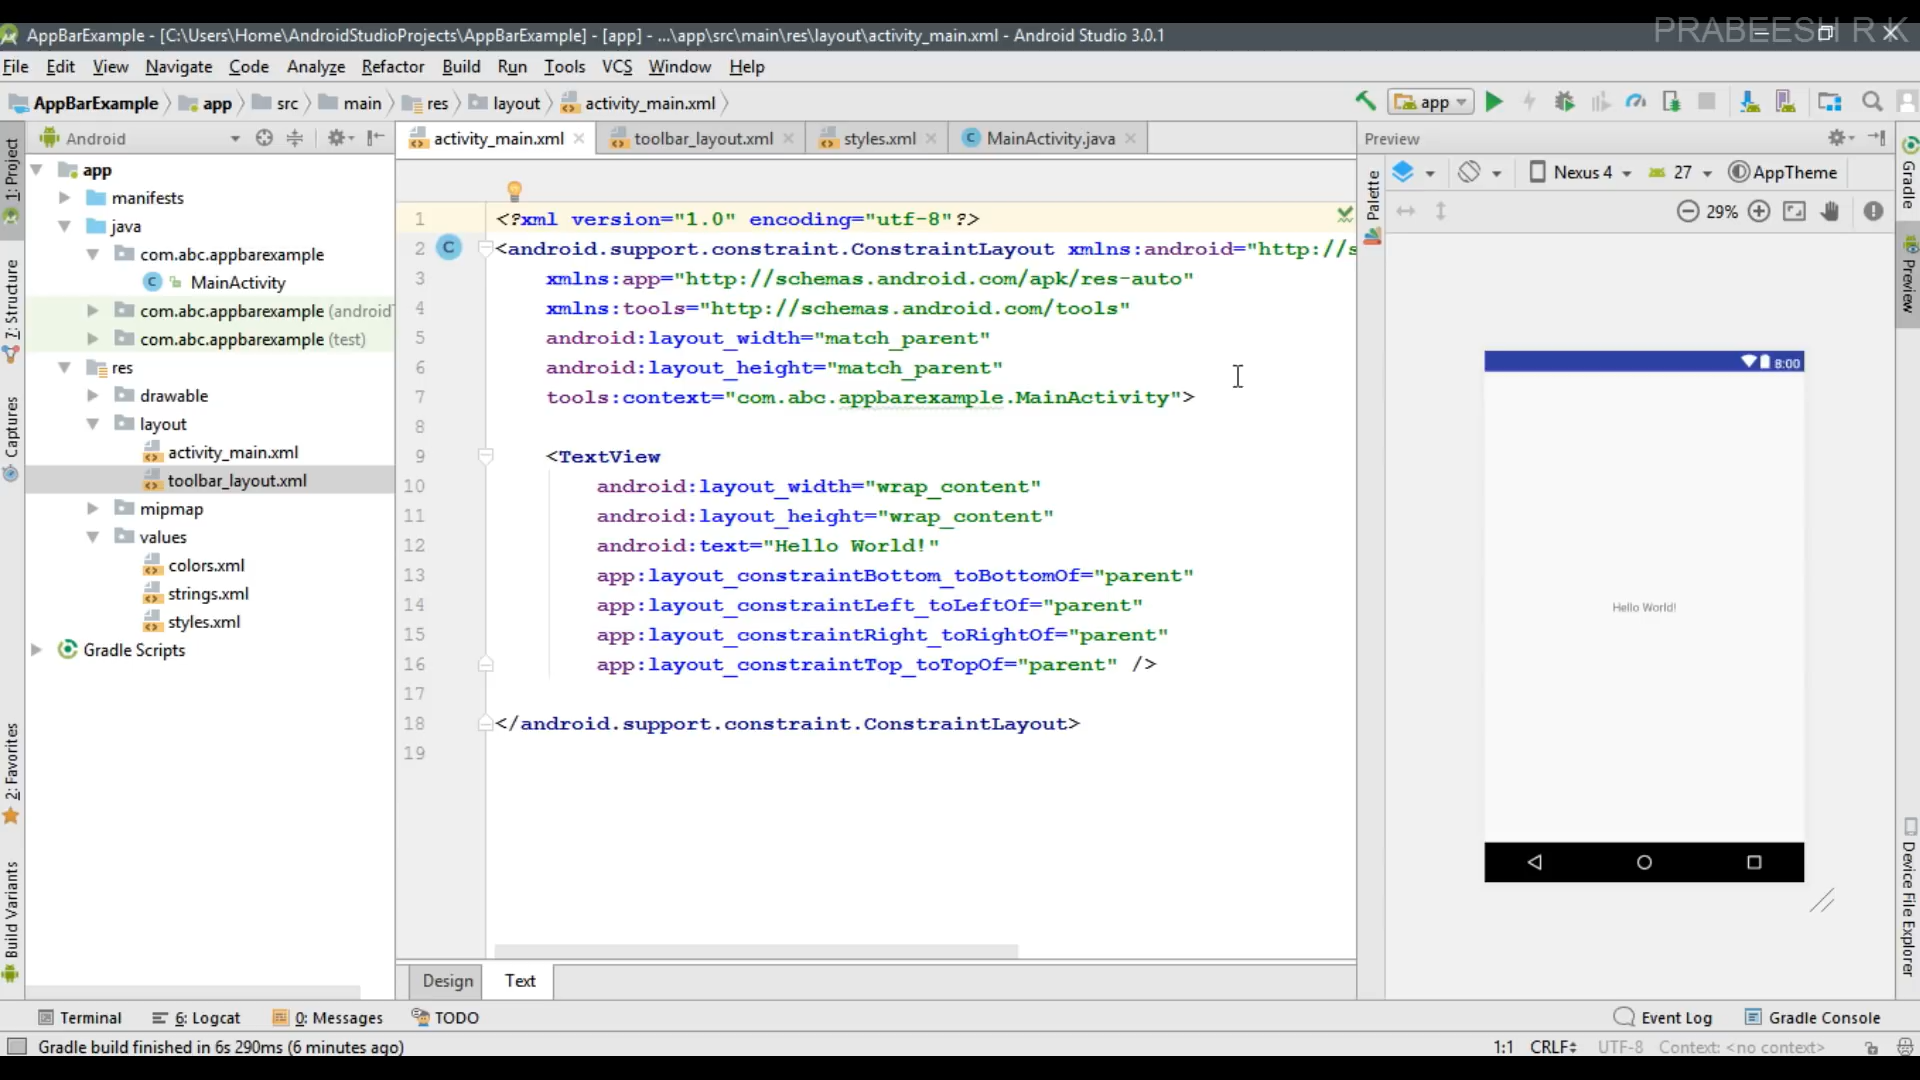 PRABEESH R K
AppBarExample - [C:\Users\Home\AndroidStudioProjects\AppBarExample] - [app] - ...\app\src\main\res\layout\activity_main.xml - Android Studio 3.0.1
File Edit View Navigate Code Analyze Refactor Build Run Tools VCS Window Help
AppBarExample app src main res layout activity_main.xml app
Android activity_main.xml toolbar_layout.xml styles.xml MainActivity.java Preview
Nexus 4 27 AppTheme
29%
1: Project
7: Structure
Captures
2: Favorites
Build Variants
app
manifests
java
com.abc.appbarexample
MainActivity
com.abc.appbarexample (android
com.abc.appbarexample (test)
res
drawable
layout
activity_main.xml
toolbar_layout.xml
mipmap
values
colors.xml
strings.xml
styles.xml
Gradle Scripts
1 <?xml version="1.0" encoding="utf-8"?>
2 <android.support.constraint.ConstraintLayout xmlns:android="http://s
3 xmlns:app="http://schemas.android.com/apk/res-auto"
4 xmlns:tools="http://schemas.android.com/tools"
5 android:layout_width="match_parent"
6 android:layout_height="match_parent"
7 tools:context="com.abc.appbarexample.MainActivity">
8
9 <TextView
10 android:layout_width="wrap_content"
11 android:layout_height="wrap_content"
12 android:text="Hello World!"
13 app:layout_constraintBottom_toBottomOf="parent"
14 app:layout_constraintLeft_toLeftOf="parent"
15 app:layout_constraintRight_toRightOf="parent"
16 app:layout_constraintTop_toTopOf="parent" />
17
18 </android.support.constraint.ConstraintLayout>
19
Palette
8:00
Hello World!
Gradle
Preview
Device File Explorer
Design Text
Terminal 6: Logcat 0: Messages TODO Event Log Gradle Console
Gradle build finished in 6s 290ms (6 minutes ago) 1:1 CRLF UTF-8 Context: <no context>